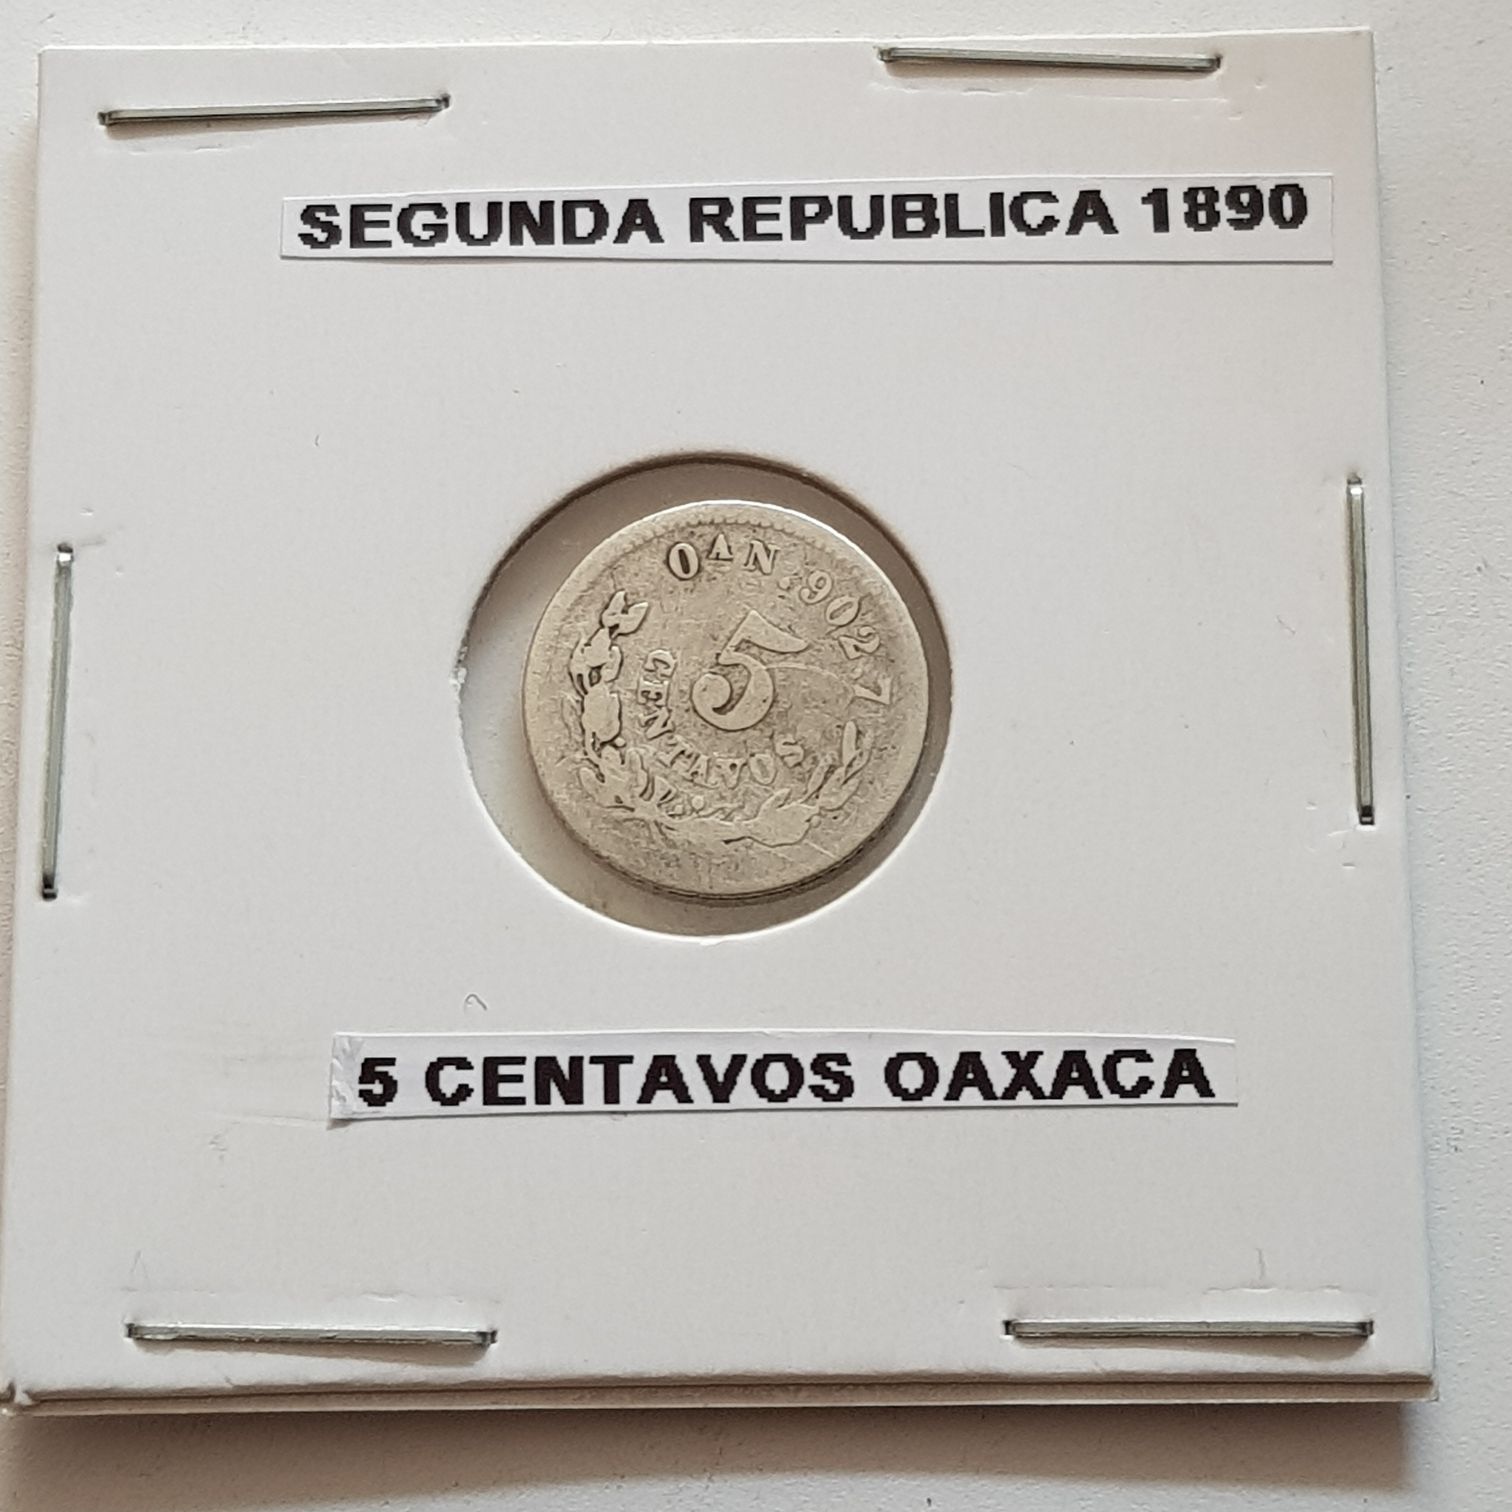 SEGUNDA REPUBLICA 1890
OAN.902.7
5
CENTAVOS
5 CENTAVOS OAXACA